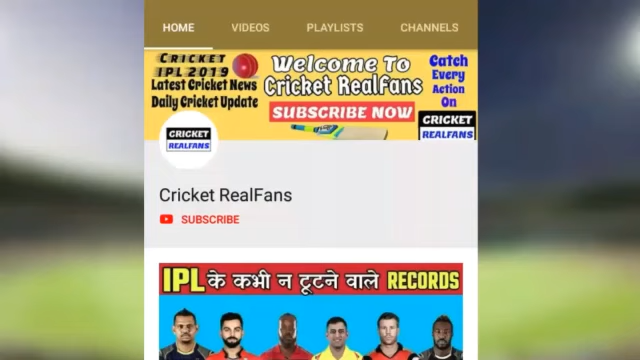 HOME VIDEOS PLAYLISTS CHANNELS
CRICKET
IPL 2019
Latest Cricket News
Daily Cricket Update
Welcome To
Cricket RealFans
SUBSCRIBE NOW
Catch
Every
Action
On
CRICKET
REALFANS
CRICKET
REALFANS
Cricket RealFans
SUBSCRIBE
IPL के कभी न टूटने वाले RECORDS